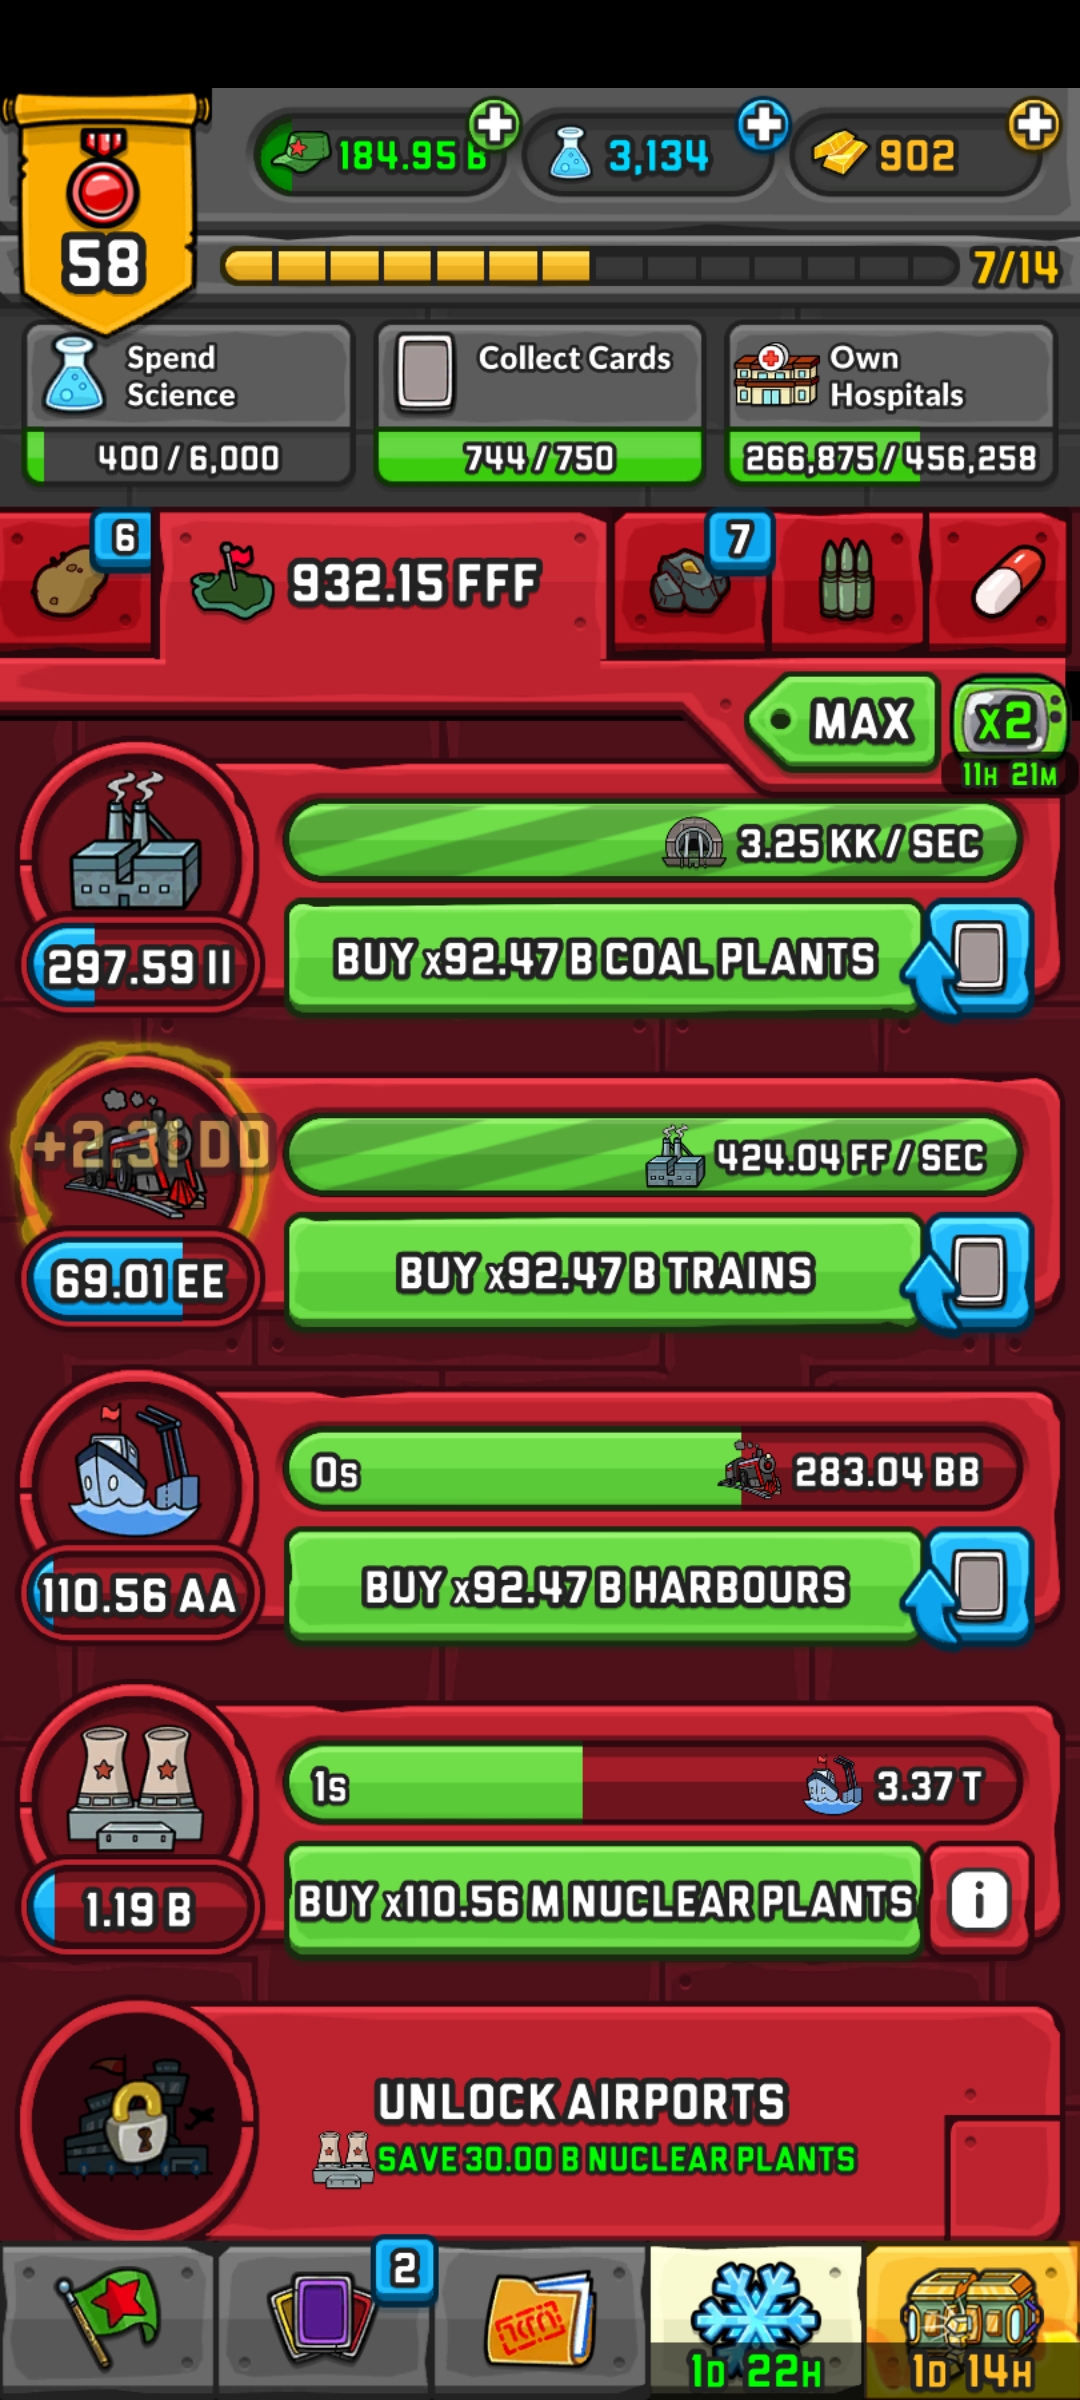 184.95 B
3,134
902
58
7/14
Spend
Science
Collect Cards
Own
Hospitals
400 / 6,000
744 / 750
266,875 / 456,258
6
932.15 FFF
7
MAX
x2
11H 21M
3.25 KK / SEC
297.59 II
BUY x92.47 B COAL PLANTS
+2.31 DD
424.04 FF / SEC
69.01 EE
BUY x92.47 B TRAINS
0s
283.04 BB
110.56 AA
BUY x92.47 B HARBOURS
1s
3.37 T
1.19 B
BUY x110.56 M NUCLEAR PLANTS
i
UNLOCK AIRPORTS
SAVE 30.00 B NUCLEAR PLANTS
2
1D 22H
1D 14H